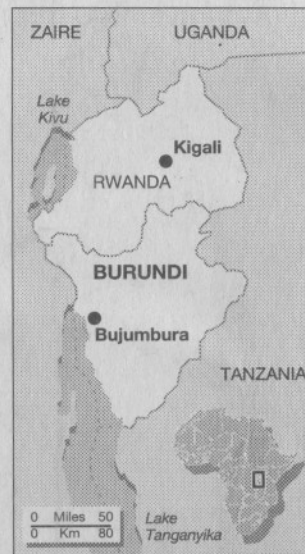 ZAIRE
UGANDA
Lake
Kivu
Kigali
RWANDA
BURUNDI
Bujumbura
TANZANIA
0 Miles 50
0 Km 80
Lake
Tanganyika